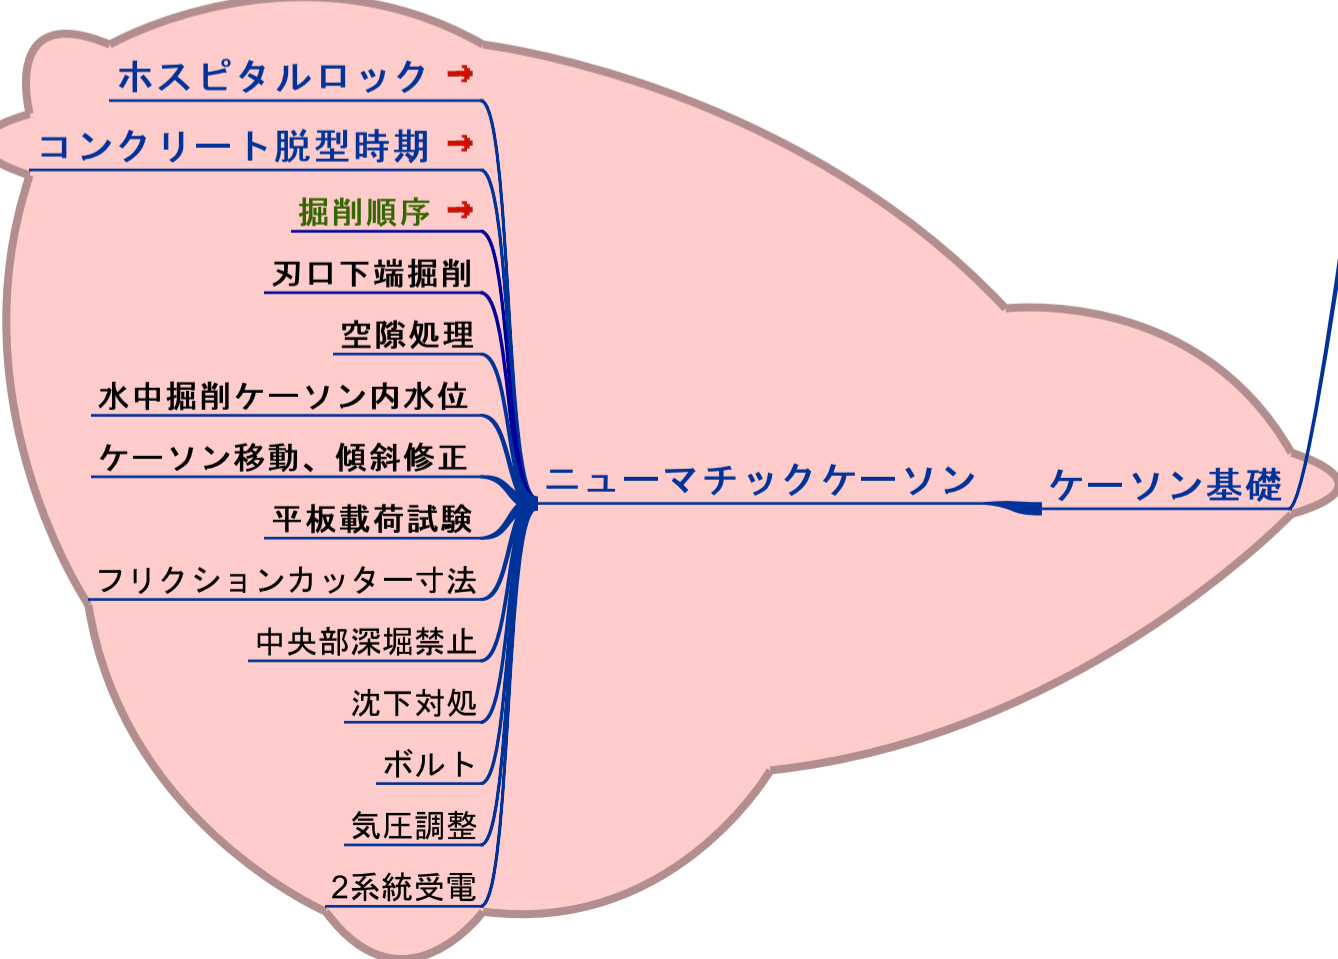 ホスピタルロック
コンクリート脱型時期
掘削順序
刃口下端掘削
空隙処理
水中掘削ケーソン内水位
ケーソン移動、傾斜修正
平板載荷試験
フリクションカッター寸法
中央部深堀禁止
沈下対処
ボルト
気圧調整
2系統受電
ニューマチックケーソン
ケーソン基礎